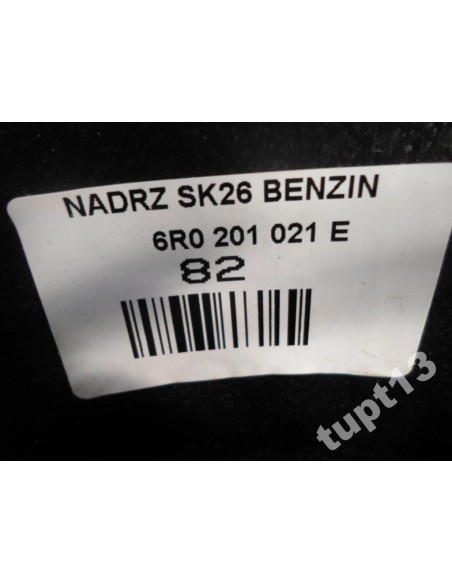 NADRZ SK26 BENZIN
6R0 201 021 E
82
tupt13